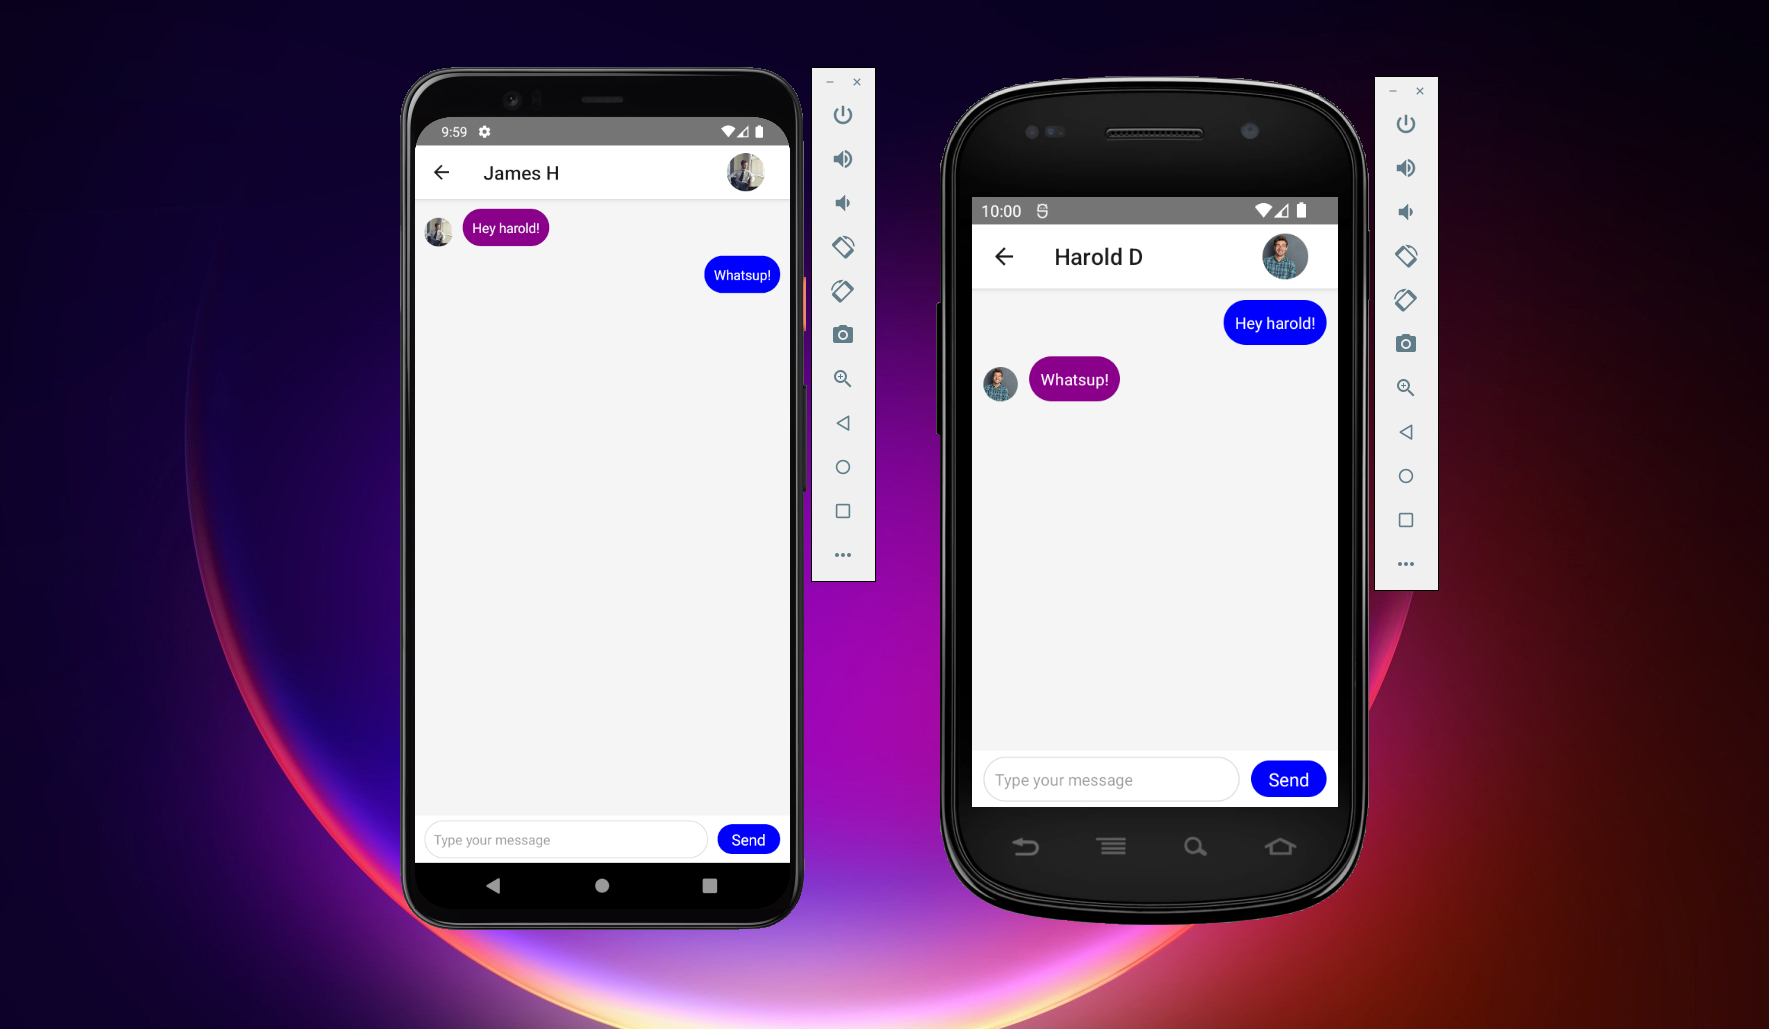 9:59
James H
Hey harold!
Whatsup!
Type your message
Send
10:00
Harold D
Hey harold!
Whatsup!
Type your message
Send